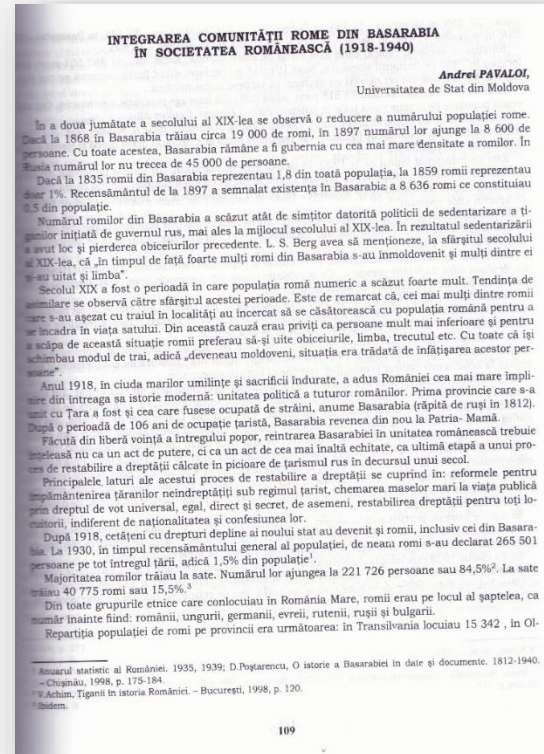 INTEGRAREA COMUNITĂȚII ROME DIN BASARABIA
ÎN SOCIETATEA ROMÂNEASCĂ (1918-1940)
Andrei PAVALOI,
Universitatea de Stat din Moldova
În a doua jumătate a secolului al XIX-lea se observă o reducere a numărului populației rome.
Dacă la 1868 în Basarabia trăiau circa 19 000 de romi, în 1897 numărul lor ajunge la 8 600 de
persoane. Cu toate acestea, Basarabia rămâne a fi gubernia cu cea mai mare densitate a romilor. În
Rusia numărul lor nu trecea de 45 000 de persoane.
Dacă la 1835 romii din Basarabia reprezentau 1,8 din toată populația, la 1859 romii reprezentau
doar 1%. Recensământul de la 1897 a semnalat existența în Basarabia a 8 636 romi ce constituiau
0,5 din populație.
Numărul romilor din Basarabia a scăzut atât de simțitor datorită politicii de sedentarizare a ți-
ganilor inițiată de guvernul rus, mai ales la mijlocul secolului al XIX-lea. În rezultatul sedentarizării
a avut loc și pierderea obiceiurilor precedente. L. S. Berg avea să menționeze, la sfârșitul secolului
al XIX-lea, că „în timpul de față foarte mulți romi din Basarabia s-au inmoldovenit și mulți dintre ei
s-au uitat și limba”.
Secolul XIX a fost o perioadă în care populația romă numeric a scăzut foarte mult. Tendința de
asimilare se observă către sfârșitul acestei perioade. Este de remarcat că, cei mai mulți dintre romii
care s-au așezat cu traiul în localități au încercat să se căsătorească cu populația română pentru a
se încadra în viața satului. Din această cauză erau priviți ca persoane mult mai inferioare și pentru
a scăpa de această situație romii preferau să-și uite obiceiurile, limba, trecutul etc. Cu toate că își
schimbau modul de trai, adică „deveneau moldoveni, situația era trădată de înfățișarea acestor per-
soane”.
Anul 1918, în ciuda marilor umilințe și sacrificii îndurate, a adus României cea mai mare împli-
nire din întreaga sa istorie modernă: unitatea politică a tuturor românilor. Prima provincie care s-a
unit cu Țara a fost și cea care fusese ocupată de străini, anume Basarabia (răpită de ruși în 1812).
După o perioadă de 106 ani de ocupație țaristă, Basarabia revenea din nou la Patria- Mamă.
Făcută din liberă voință a întregului popor, reintrarea Basarabiei în unitatea românească trebuie
înțeleasă nu ca un act de putere, ci ca un act de cea mai înaltă echitate, ca ultimă etapă a unui pro-
ces de restabilire a dreptății călcate în picioare de țarismul rus în decursul unui secol.
Principalele laturi ale acestui proces de restabilire a dreptății se cuprind în: reformele pentru
împământenirea țăranilor neindreptățiți sub regimul țarist, chemarea maselor mari la viața publică
prin dreptul de vot universal, egal, direct și secret, de asemeni, restabilirea dreptății pentru toți lo-
cuitorii, indiferent de naționalitatea și confesiunea lor.
După 1918, cetățeni cu drepturi depline ai noului stat au devenit și romii, inclusiv cei din Basara-
bia. La 1930, în timpul recensământului general al populației, de neam romi s-au declarat 265 501
persoane pe tot întregul țării, adică 1,5% din populație¹.
Majoritatea romilor trăiau la sate. Numărul lor ajungea la 221 726 persoane sau 84,5%². La sate
trăiau 40 775 romi sau 15,5%.³
Din toate grupurile etnice care conlocuiau în România Mare, romii erau pe locul al șaptelea, ca
număr înainte fiind: românii, ungurii, germanii, evreii, rutenii, rușii și bulgarii.
Repartiția populației de romi pe provincii era următoarea: în Transilvania locuiau 15 342 , în Ol-
¹ Anuarul statistic al României. 1935, 1939; D.Poștarencu, O istorie a Basarabiei în date și documente. 1812-1940.
– Chișinău, 1998, p. 175-184.
² V.Achim, Țiganii în istoria României. – București, 1998, p. 120.
³ Ibidem.
109